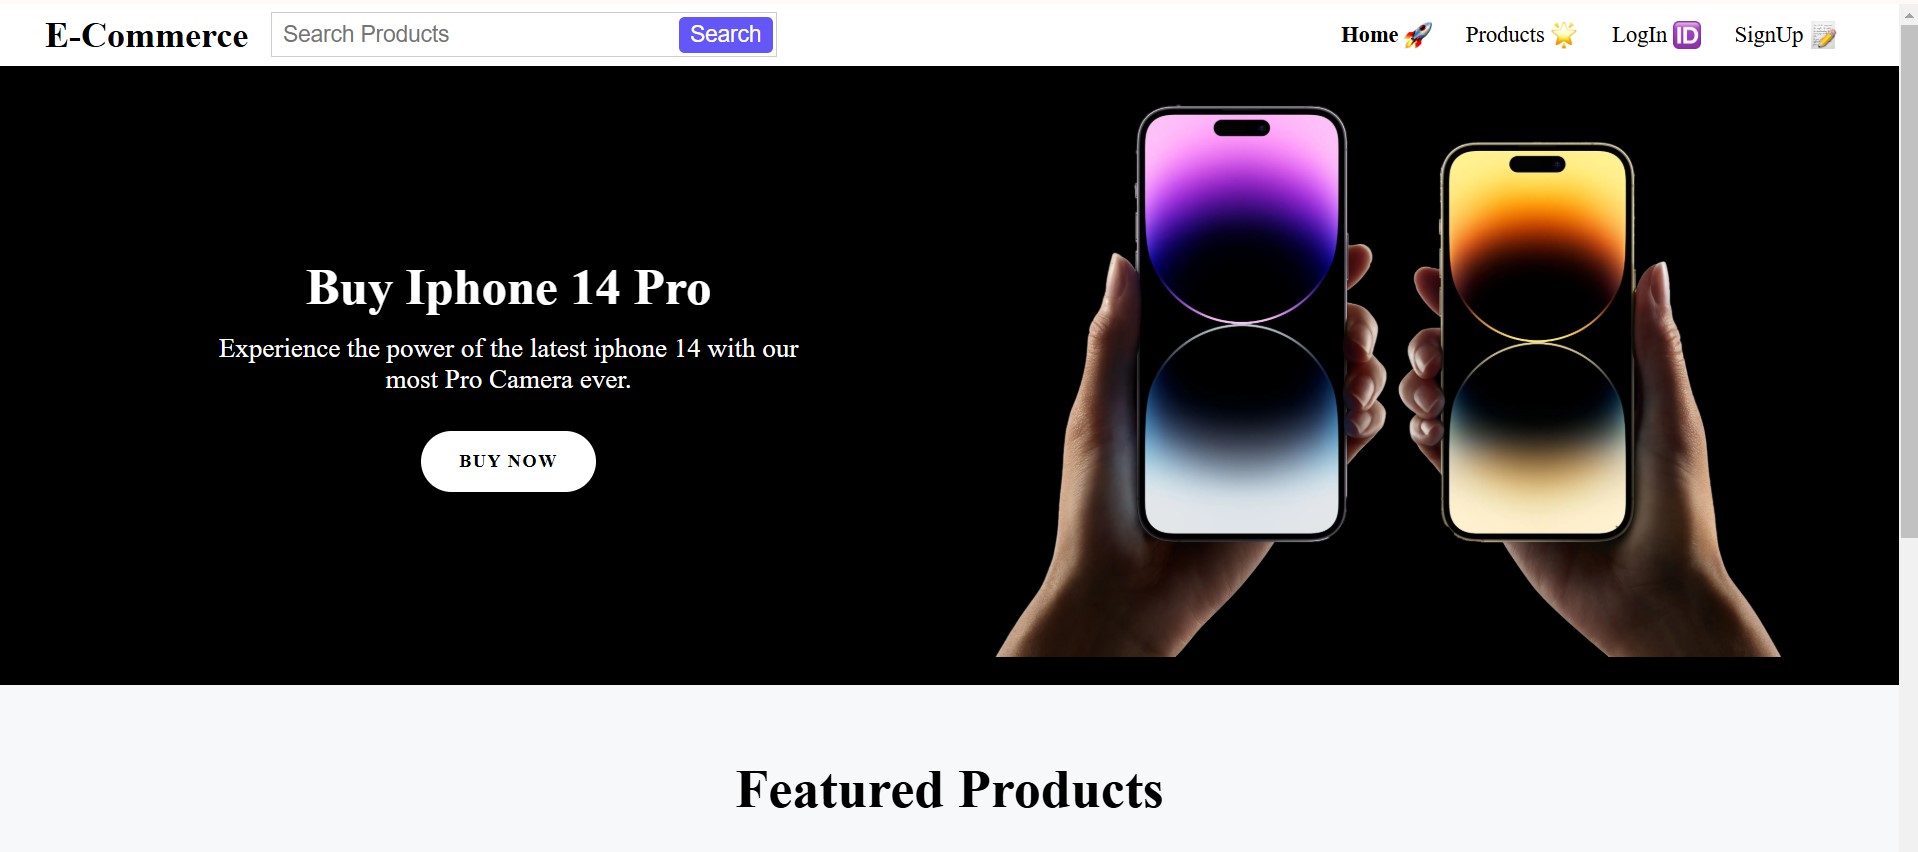 E-Commerce
Search Products
Search
Home 🚀
Products 🌟
LogIn 🆔
SignUp 📝
Buy Iphone 14 Pro
Experience the power of the latest iphone 14 with our
most Pro Camera ever.
BUY NOW
Featured Products